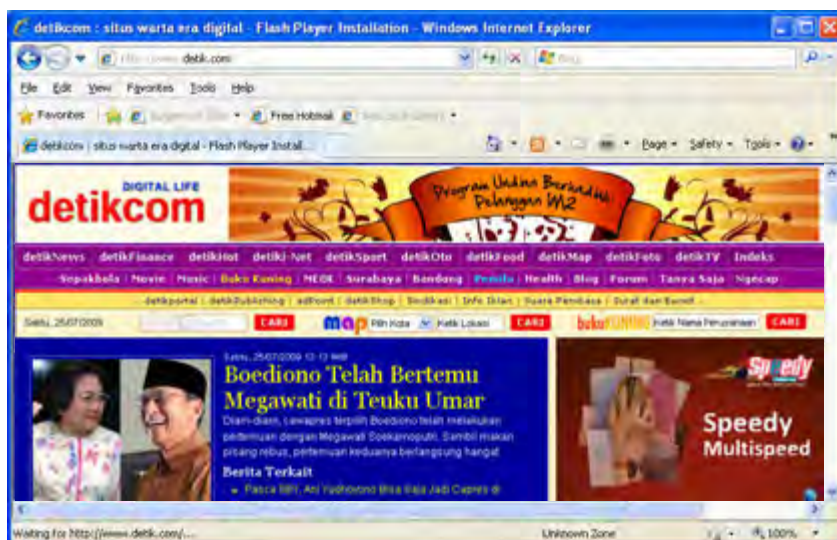 detikcom : situs warta era digital - Flash Player Installation - Windows Internet Explorer
detik.com
File Edit View Favorites Tools Help
Favorites Free Hotmail
detikcom : situs warta era digital - Flash Player Install...
Page Safety Tools
DIGITAL LIFE
detikcom
Program Undian Berhadiah
Pelanggan IM2
detikNews detikFinance detikHot detiki-Net detikSport detikOto detikFood detikMap detikFoto detikTV Indeks
Sepakbola Movie Music Buku Kuning Surabaya Bandung Pemilu Health Blog Forum Tanya Saja Ngecap
detikportal | detikPublishing | adPoint | detikShop | Sindikasi | Info Iklan | Suara Pembaca | Surat dari Buncit
Sabtu, 25/07/2009 CARI map Pilih Kota Ketik Lokasi CARI buku KUNING Ketik Nama Perusahaan CARI
Sabtu, 25/07/2009 13:13 WIB
Boediono Telah Bertemu
Megawati di Teuku Umar
Diam-diam, cawapres terpilih Boediono telah melakukan
pertemuan dengan Megawati Soekarnoputri. Sambil makan
pisang rebus, pertemuan keduanya berlangsung hangat
Berita Terkait
Pasca SBY, Ani Yudhoyono Bisa Saja Jadi Capres di
Speedy
Speedy
Multispeed
Waiting for http://www.detik.com/...
Unknown Zone
100%